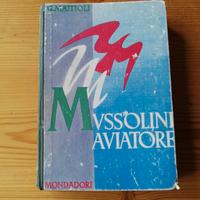 G. MATTIOLI
MVSSOLINI
AVIATORE
MONDADORI